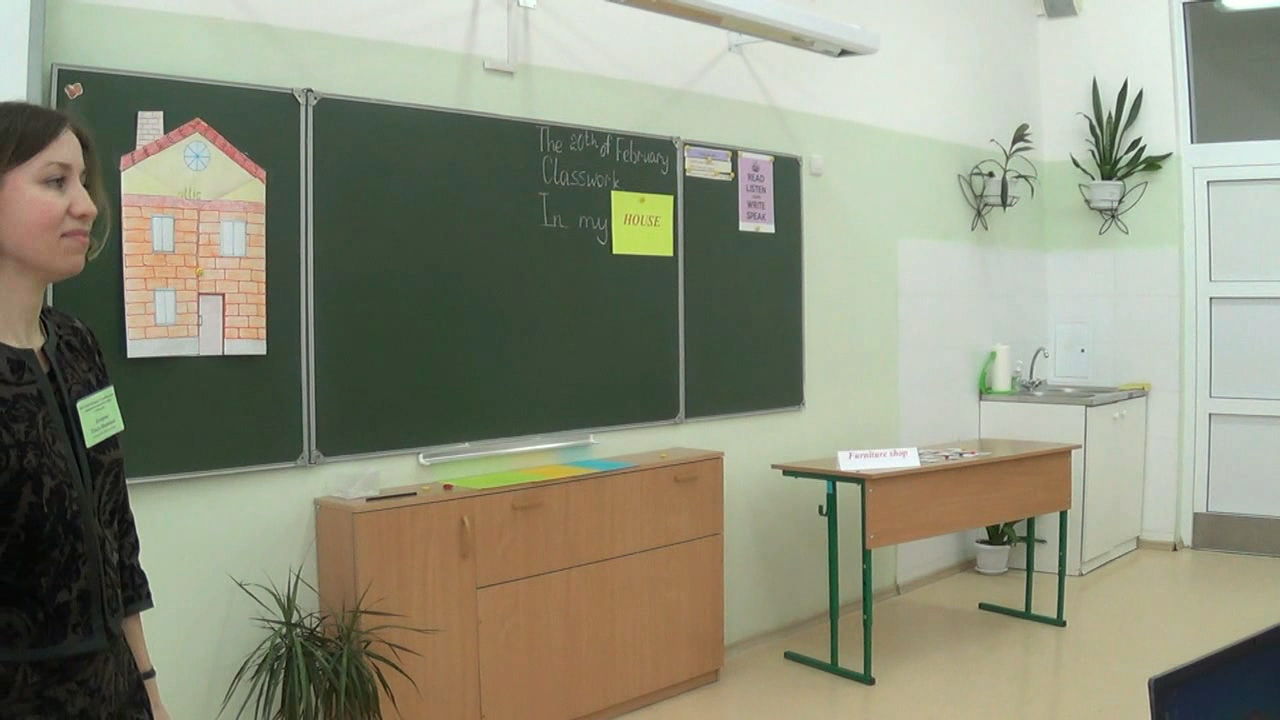 The 20th of February
Classwork
In my
HOUSE
READ
LISTEN
WRITE
SPEAK
Furniture shop